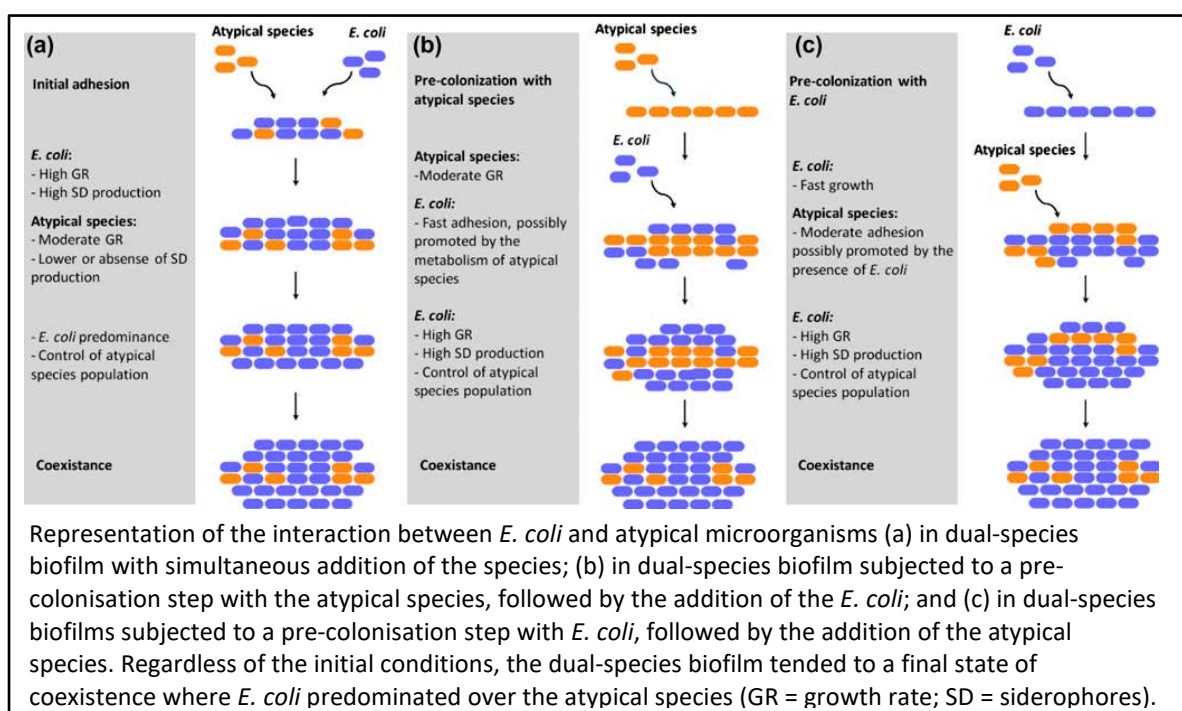 (a)
Initial adhesion
E. coli:
- High GR
- High SD production
Atypical species:
- Moderate GR
- Lower or absense of SD
production
- E. coli predominance
- Control of atypical
species population
Coexistance
Atypical species
E. coli
(b)
Pre-colonization with
atypical species
Atypical species:
-Moderate GR
E. coli:
- Fast adhesion, possibly
promoted by the
metabolism of atypical
species
E. coli:
- High GR
- High SD production
- Control of atypical
species population
Coexistance
Atypical species
E. coli
(c)
Pre-colonization with
E. coli
E. coli:
- Fast growth
Atypical species:
- Moderate adhesion
possibly promoted by the
presence of E. coli
E. coli:
- High GR
- High SD production
- Control of atypical
species population
Coexistance
E. coli
Atypical species
Representation of the interaction between E. coli and atypical microorganisms (a) in dual-species
biofilm with simultaneous addition of the species; (b) in dual-species biofilm subjected to a pre-
colonisation step with the atypical species, followed by the addition of the E. coli; and (c) in dual-species
biofilms subjected to a pre-colonisation step with E. coli, followed by the addition of the atypical
species. Regardless of the initial conditions, the dual-species biofilm tended to a final state of
coexistence where E. coli predominated over the atypical species (GR = growth rate; SD = siderophores).